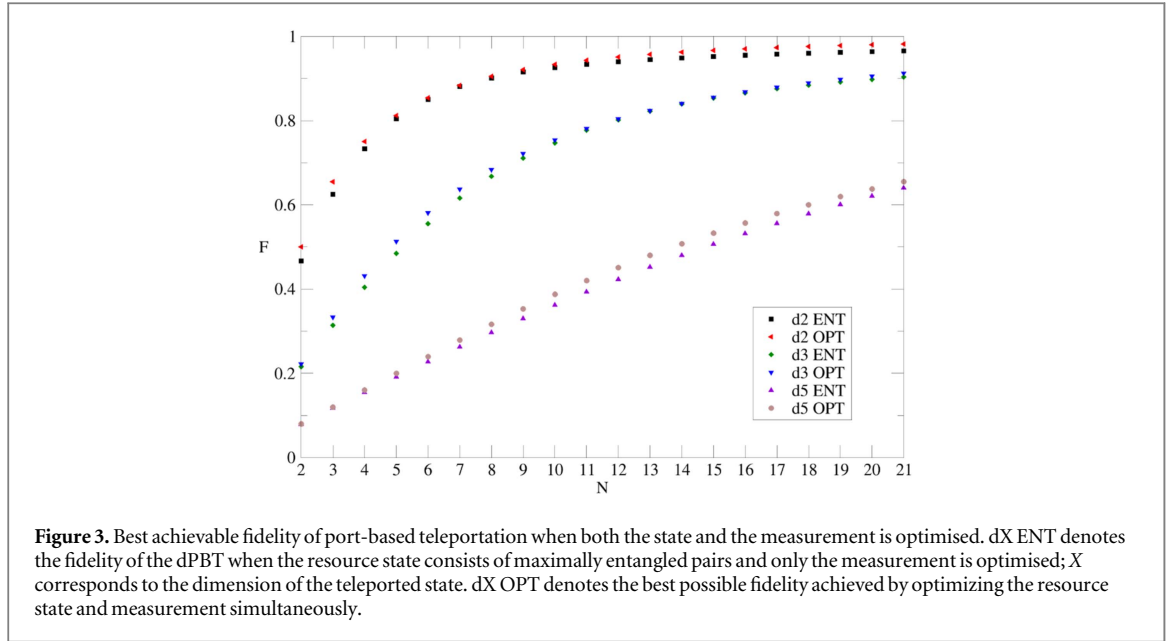 1
0.8
0.6
F
0.4
0.2
0
2 3 4 5 6 7 8 9 10 11 12 13 14 15 16 17 18 19 20 21
N
d2 ENT
d2 OPT
d3 ENT
d3 OPT
d5 ENT
d5 OPT
Figure 3. Best achievable fidelity of port-based teleportation when both the state and the measurement is optimised. dX ENT denotes
the fidelity of the dPBT when the resource state consists of maximally entangled pairs and only the measurement is optimised; X
corresponds to the dimension of the teleported state. dX OPT denotes the best possible fidelity achieved by optimizing the resource
state and measurement simultaneously.